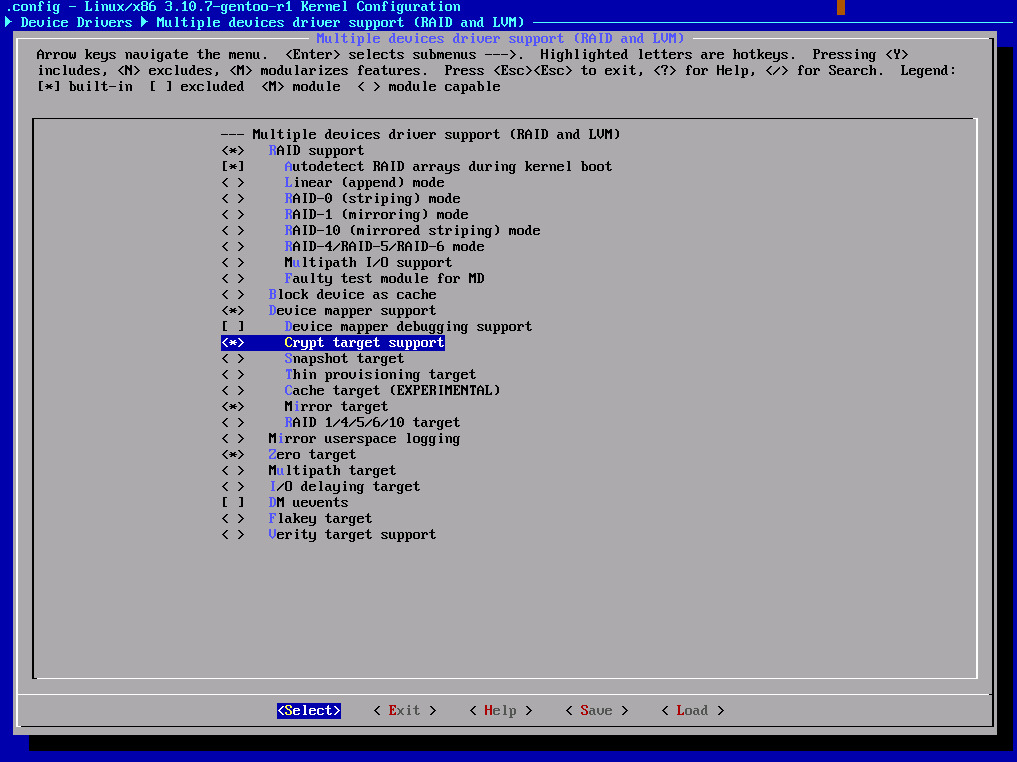 .config - Linux/x86 3.10.7-gentoo-r1 Kernel Configuration
▶ Device Drivers ▶ Multiple devices driver support (RAID and LVM)
Multiple devices driver support (RAID and LVM)
Arrow keys navigate the menu.  <Enter> selects submenus --->.  Highlighted letters are hotkeys.  Pressing <Y>
includes, <N> excludes, <M> modularizes features.  Press <Esc><Esc> to exit, <?> for Help, </> for Search.  Legend:
[*] built-in  [ ] excluded  <M> module  < > module capable
--- Multiple devices driver support (RAID and LVM)
<*>   RAID support
[*]     Autodetect RAID arrays during kernel boot
< >     Linear (append) mode
< >     RAID-0 (striping) mode
< >     RAID-1 (mirroring) mode
< >     RAID-10 (mirrored striping) mode
< >     RAID-4/RAID-5/RAID-6 mode
< >     Multipath I/O support
< >     Faulty test module for MD
< >   Block device as cache
<*>   Device mapper support
[ ]     Device mapper debugging support
<*>     Crypt target support
< >     Snapshot target
< >     Thin provisioning target
< >     Cache target (EXPERIMENTAL)
<*>     Mirror target
< >     RAID 1/4/5/6/10 target
< >   Mirror userspace logging
<*>   Zero target
< >   Multipath target
< >   I/O delaying target
[ ]   DM uevents
< >   Flakey target
< >   Verity target support
<Select>    < Exit >    < Help >    < Save >    < Load >